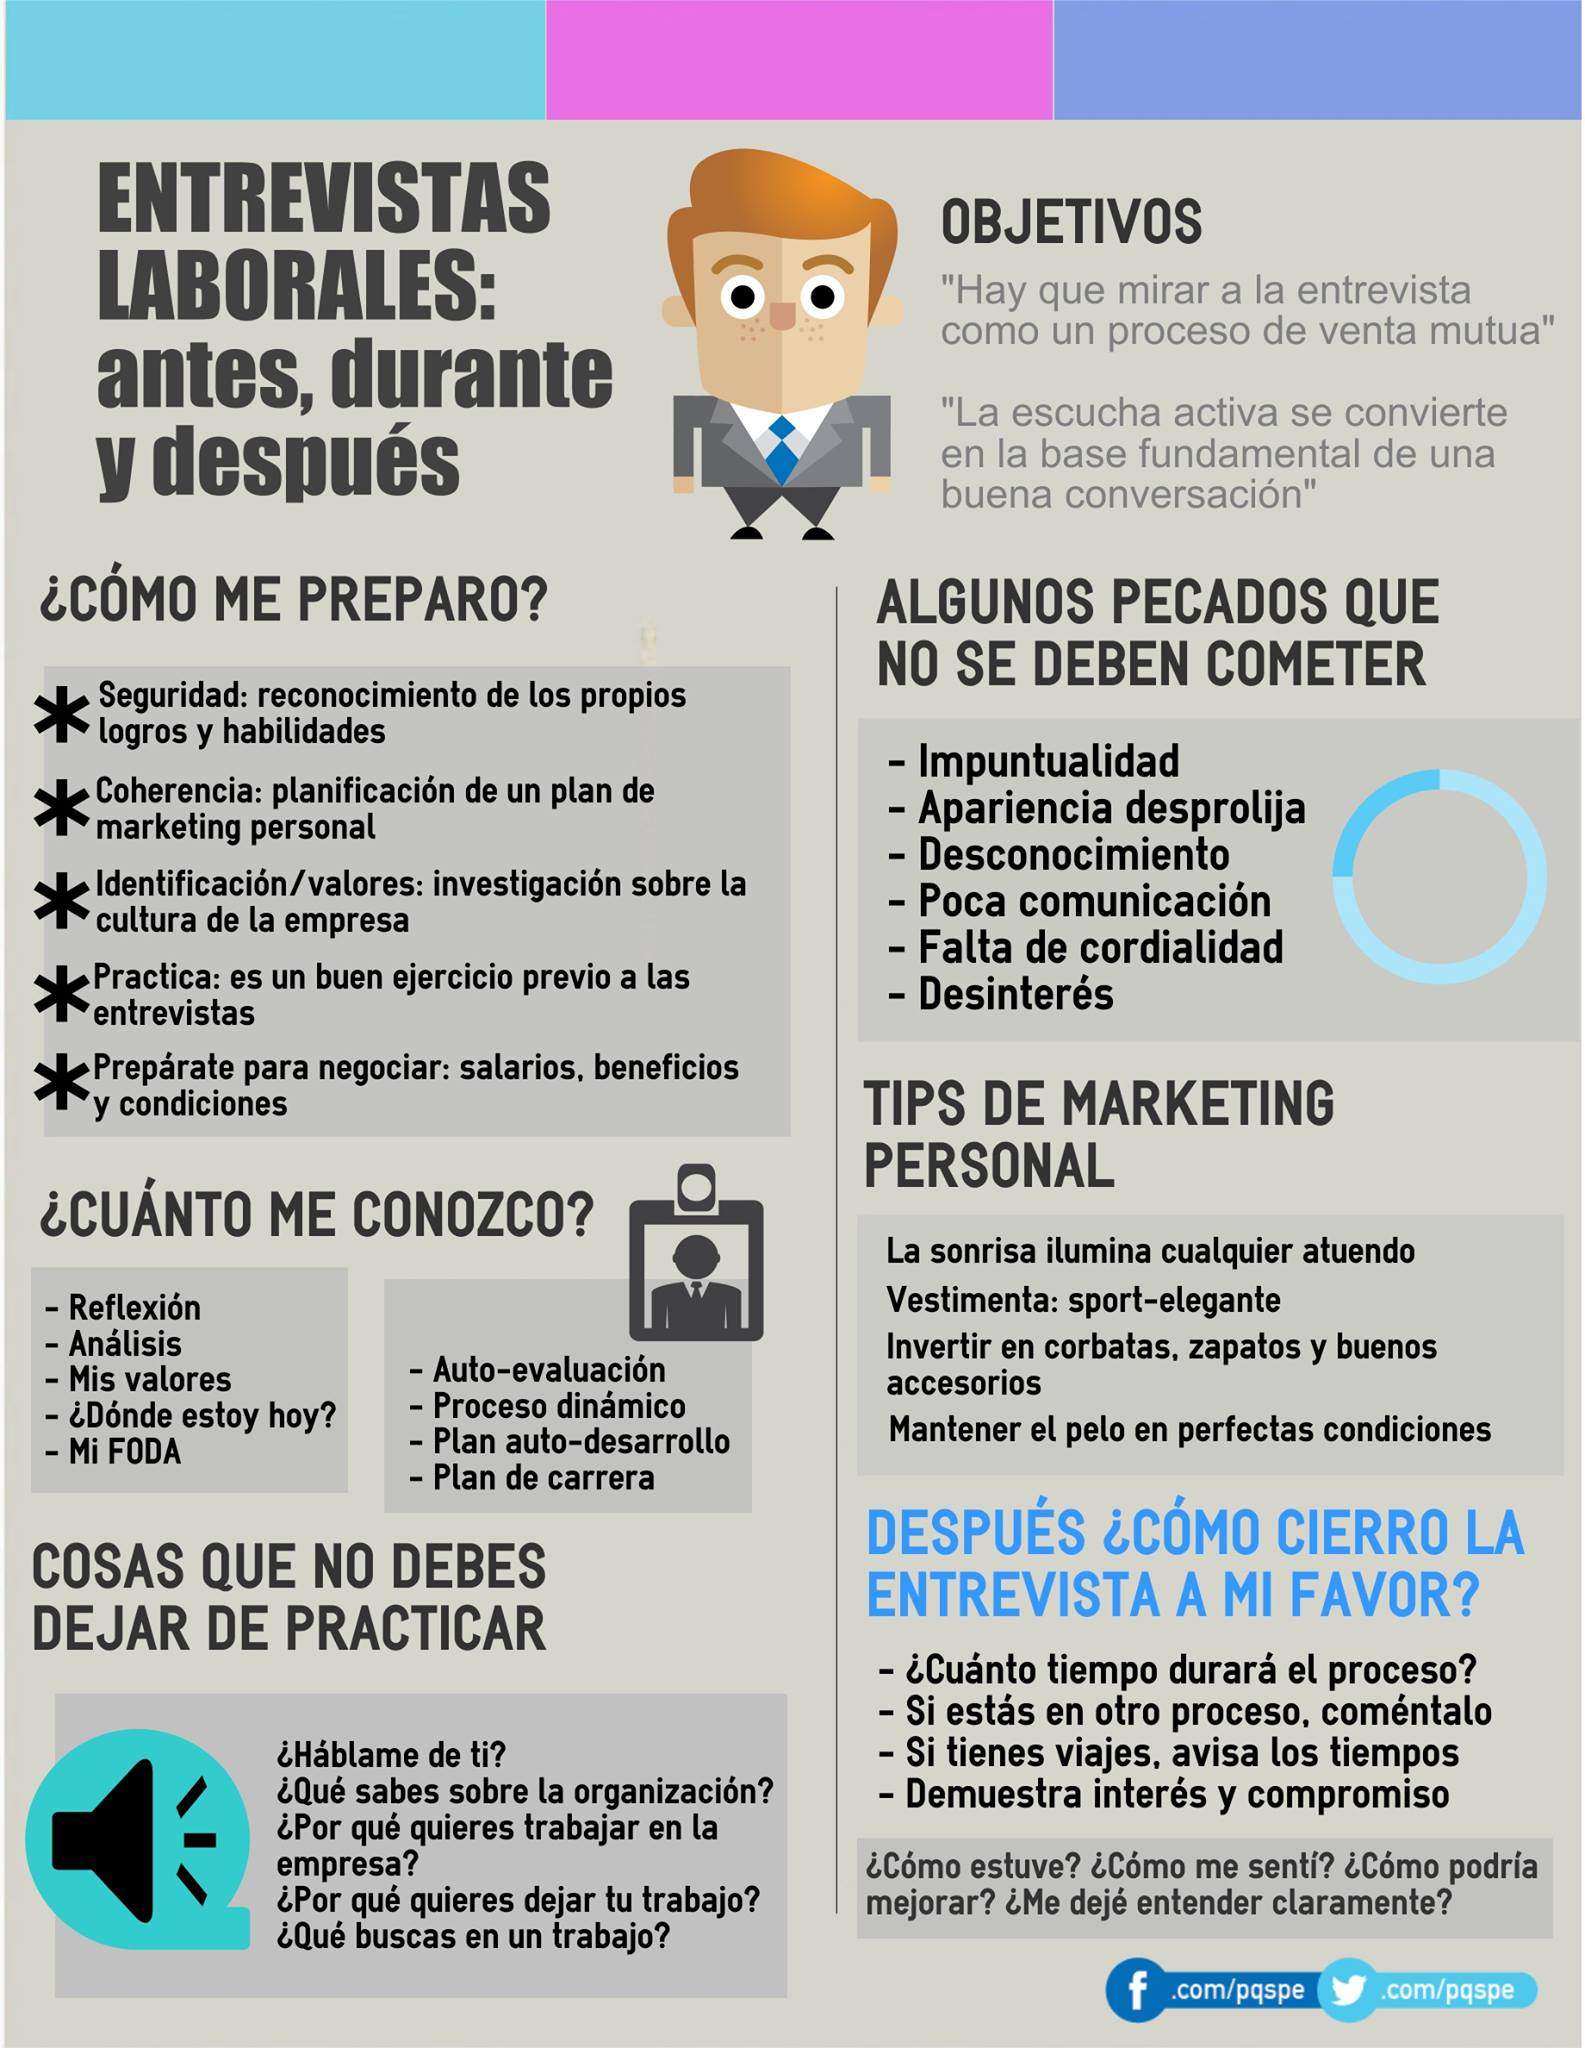 ENTREVISTAS
LABORALES:
antes, durante
y después
OBJETIVOS
"Hay que mirar a la entrevista
como un proceso de venta mutua"
"La escucha activa se convierte
en la base fundamental de una
buena conversación"
¿CÓMO ME PREPARO?
* Seguridad: reconocimiento de los propios
logros y habilidades
* Coherencia: planificación de un plan de
marketing personal
* Identificación/valores: investigación sobre la
cultura de la empresa
* Practica: es un buen ejercicio previo a las
entrevistas
* Prepárate para negociar: salarios, beneficios
y condiciones
¿CUÁNTO ME CONOZCO?
- Reflexión
- Análisis
- Mis valores
- ¿Dónde estoy hoy?
- Mi FODA
- Auto-evaluación
- Proceso dinámico
- Plan auto-desarrollo
- Plan de carrera
COSAS QUE NO DEBES
DEJAR DE PRACTICAR
¿Háblame de ti?
¿Qué sabes sobre la organización?
¿Por qué quieres trabajar en la
empresa?
¿Por qué quieres dejar tu trabajo?
¿Qué buscas en un trabajo?
ALGUNOS PECADOS QUE
NO SE DEBEN COMETER
- Impuntualidad
- Apariencia desprolija
- Desconocimiento
- Poca comunicación
- Falta de cordialidad
- Desinterés
TIPS DE MARKETING
PERSONAL
La sonrisa ilumina cualquier atuendo
Vestimenta: sport-elegante
Invertir en corbatas, zapatos y buenos
accesorios
Mantener el pelo en perfectas condiciones
DESPUÉS ¿CÓMO CIERRO LA
ENTREVISTA A MI FAVOR?
- ¿Cuánto tiempo durará el proceso?
- Si estás en otro proceso, coméntalo
- Si tienes viajes, avisa los tiempos
- Demuestra interés y compromiso
¿Cómo estuve? ¿Cómo me sentí? ¿Cómo podría
mejorar? ¿Me dejé entender claramente?
f .com/pqspe .com/pqspe